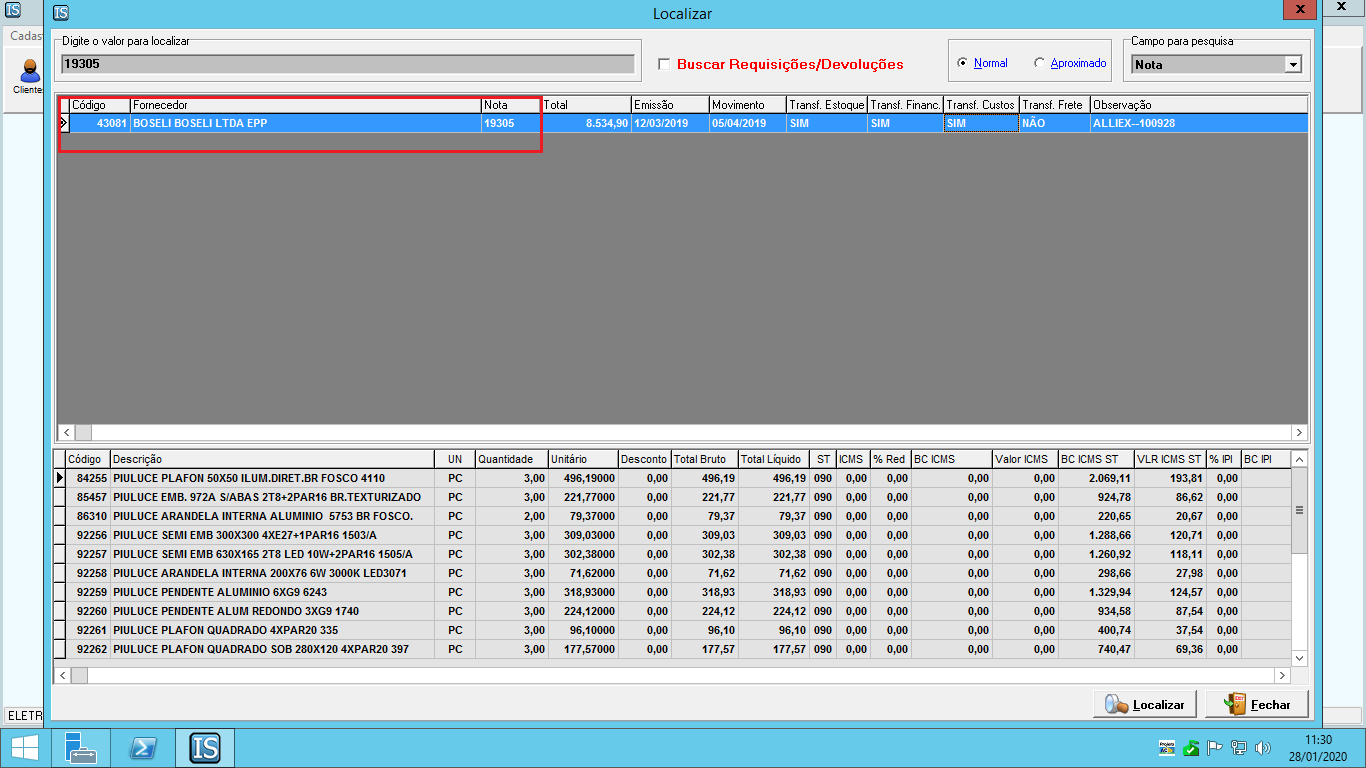 IS
IS
Localizar
x
x
Cadas
Cliente
Digite o valor para localizar
19305
Buscar Requisições/Devoluções
Normal
Aproximado
Campo para pesquisa
Nota
Código Fornecedor Nota Total Emissão Movimento Transf. Estoque Transf. Financ. Transf. Custos Transf. Frete Observação
43081 BOSELI BOSELI LTDA EPP 19305 8.534,90 12/03/2019 05/04/2019 SIM SIM SIM NÃO ALLIEX--100928
Código Descrição UN Quantidade Unitário Desconto Total Bruto Total Líquido ST ICMS % Red BC ICMS Valor ICMS BC ICMS ST VLR ICMS ST % IPI BC IPI
84255 PIULUCE PLAFON 50X50 ILUM.DIRET.BR FOSCO 4110 PC 3,00 496,19000 0,00 496,19 496,19 090 0,00 0,00 0,00 0,00 2.069,11 193,81 0,00
85457 PIULUCE EMB. 972A S/ABAS 2T8+2PAR16 BR.TEXTURIZADO PC 3,00 221,77000 0,00 221,77 221,77 090 0,00 0,00 0,00 0,00 924,78 86,62 0,00
86310 PIULUCE ARANDELA INTERNA ALUMINIO 5753 BR FOSCO. PC 2,00 79,37000 0,00 79,37 79,37 090 0,00 0,00 0,00 0,00 220,65 20,67 0,00
92256 PIULUCE SEMI EMB 300X300 4XE27+1PAR16 1503/A PC 3,00 309,03000 0,00 309,03 309,03 090 0,00 0,00 0,00 0,00 1.288,66 120,71 0,00
92257 PIULUCE SEMI EMB 630X165 2T8 LED 10W+2PAR16 1505/A PC 3,00 302,38000 0,00 302,38 302,38 090 0,00 0,00 0,00 0,00 1.260,92 118,11 0,00
92258 PIULUCE ARANDELA INTERNA 200X76 6W 3000K LED3071 PC 3,00 71,62000 0,00 71,62 71,62 090 0,00 0,00 0,00 0,00 298,66 27,98 0,00
92259 PIULUCE PENDENTE ALUMINIO 6XG9 6243 PC 3,00 318,93000 0,00 318,93 318,93 090 0,00 0,00 0,00 0,00 1.329,94 124,57 0,00
92260 PIULUCE PENDENTE ALUM REDONDO 3XG9 1740 PC 3,00 224,12000 0,00 224,12 224,12 090 0,00 0,00 0,00 0,00 934,58 87,54 0,00
92261 PIULUCE PLAFON QUADRADO 4XPAR20 335 PC 3,00 96,10000 0,00 96,10 96,10 090 0,00 0,00 0,00 0,00 400,74 37,54 0,00
92262 PIULUCE PLAFON QUADRADO SOB 280X120 4XPAR20 397 PC 3,00 177,57000 0,00 177,57 177,57 090 0,00 0,00 0,00 0,00 740,47 69,36 0,00
Localizar
Fechar
ELETR
IS
11:30
28/01/2020